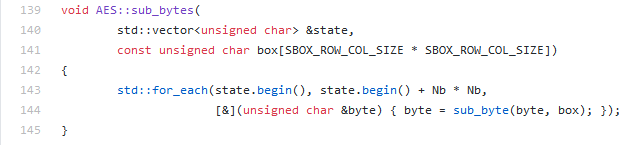 139 void AES::sub_bytes(
140 std::vector<unsigned char> &state,
141 const unsigned char box[SBOX_ROW_COL_SIZE * SBOX_ROW_COL_SIZE])
142 {
143 std::for_each(state.begin(), state.begin() + Nb * Nb,
144 [&](unsigned char &byte) { byte = sub_byte(byte, box); });
145 }